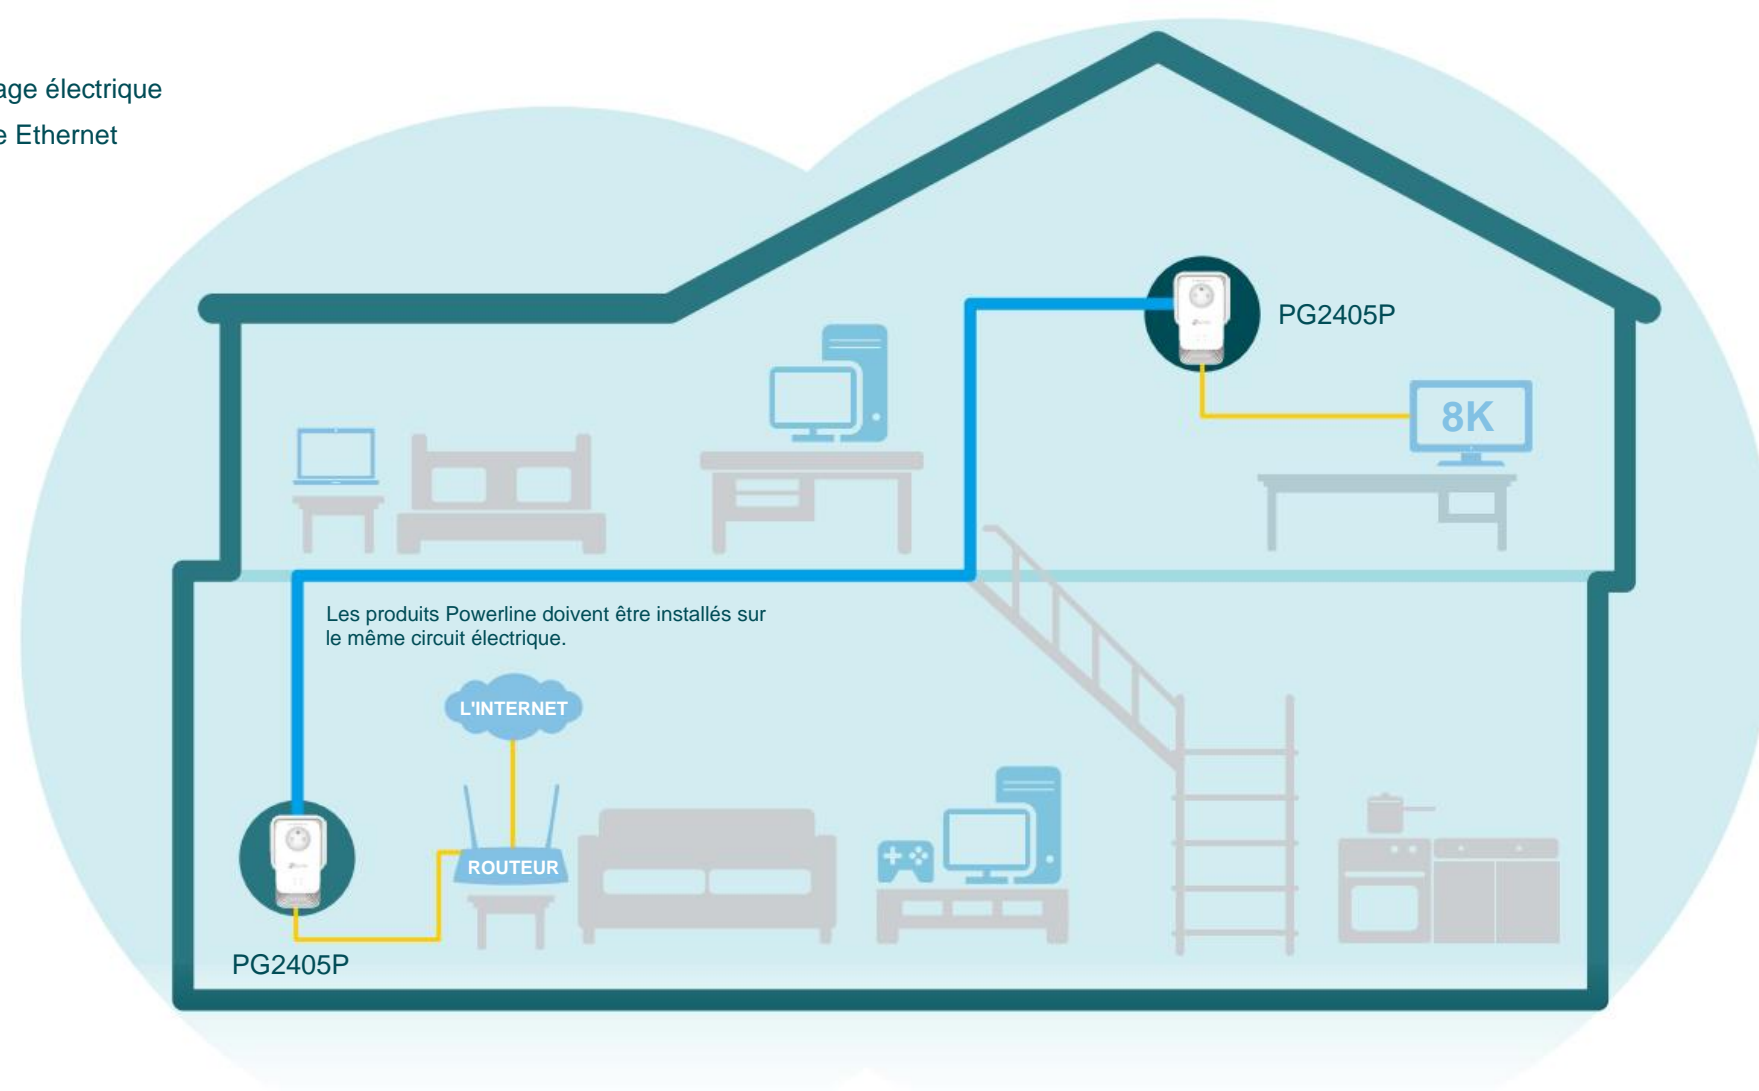 age électrique
e Ethernet
PG2405P
8K
Les produits Powerline doivent être installés sur
le même circuit électrique.
L'INTERNET
ROUTEUR
PG2405P